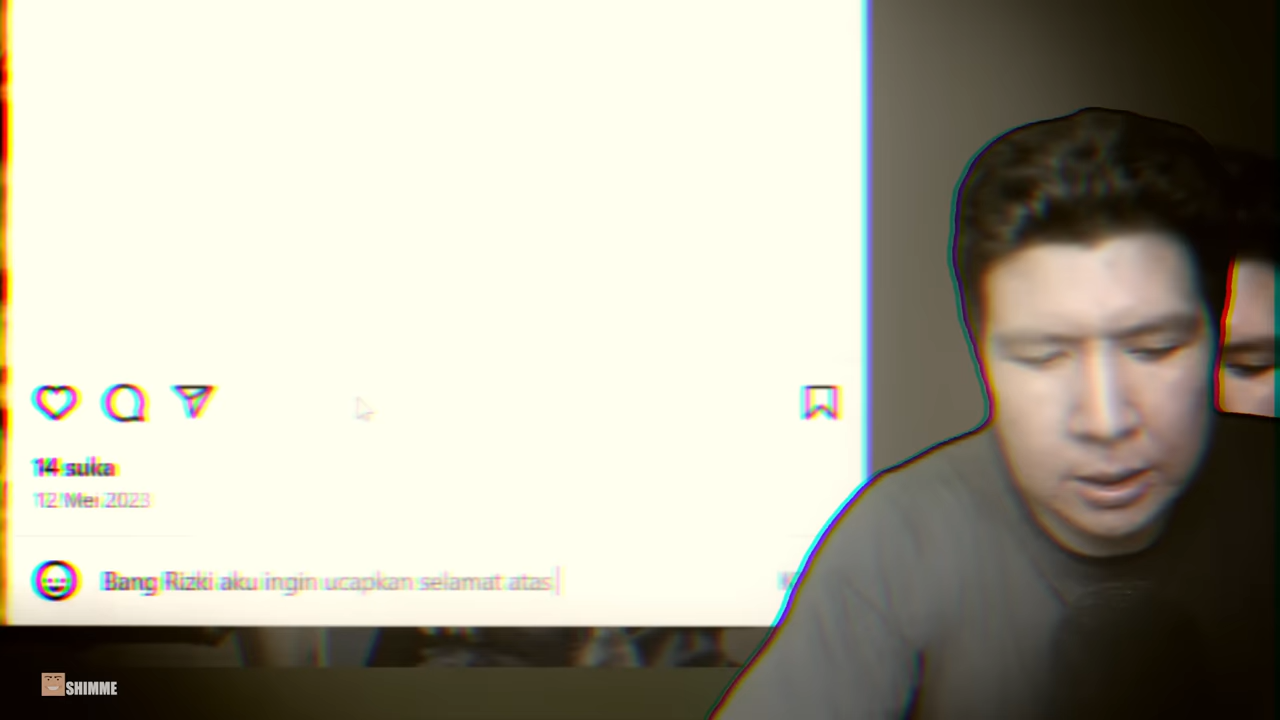 14 suka
12 Mei 2023
Bang Rizki aku ingin ucapkan selamat atas
SHIMME